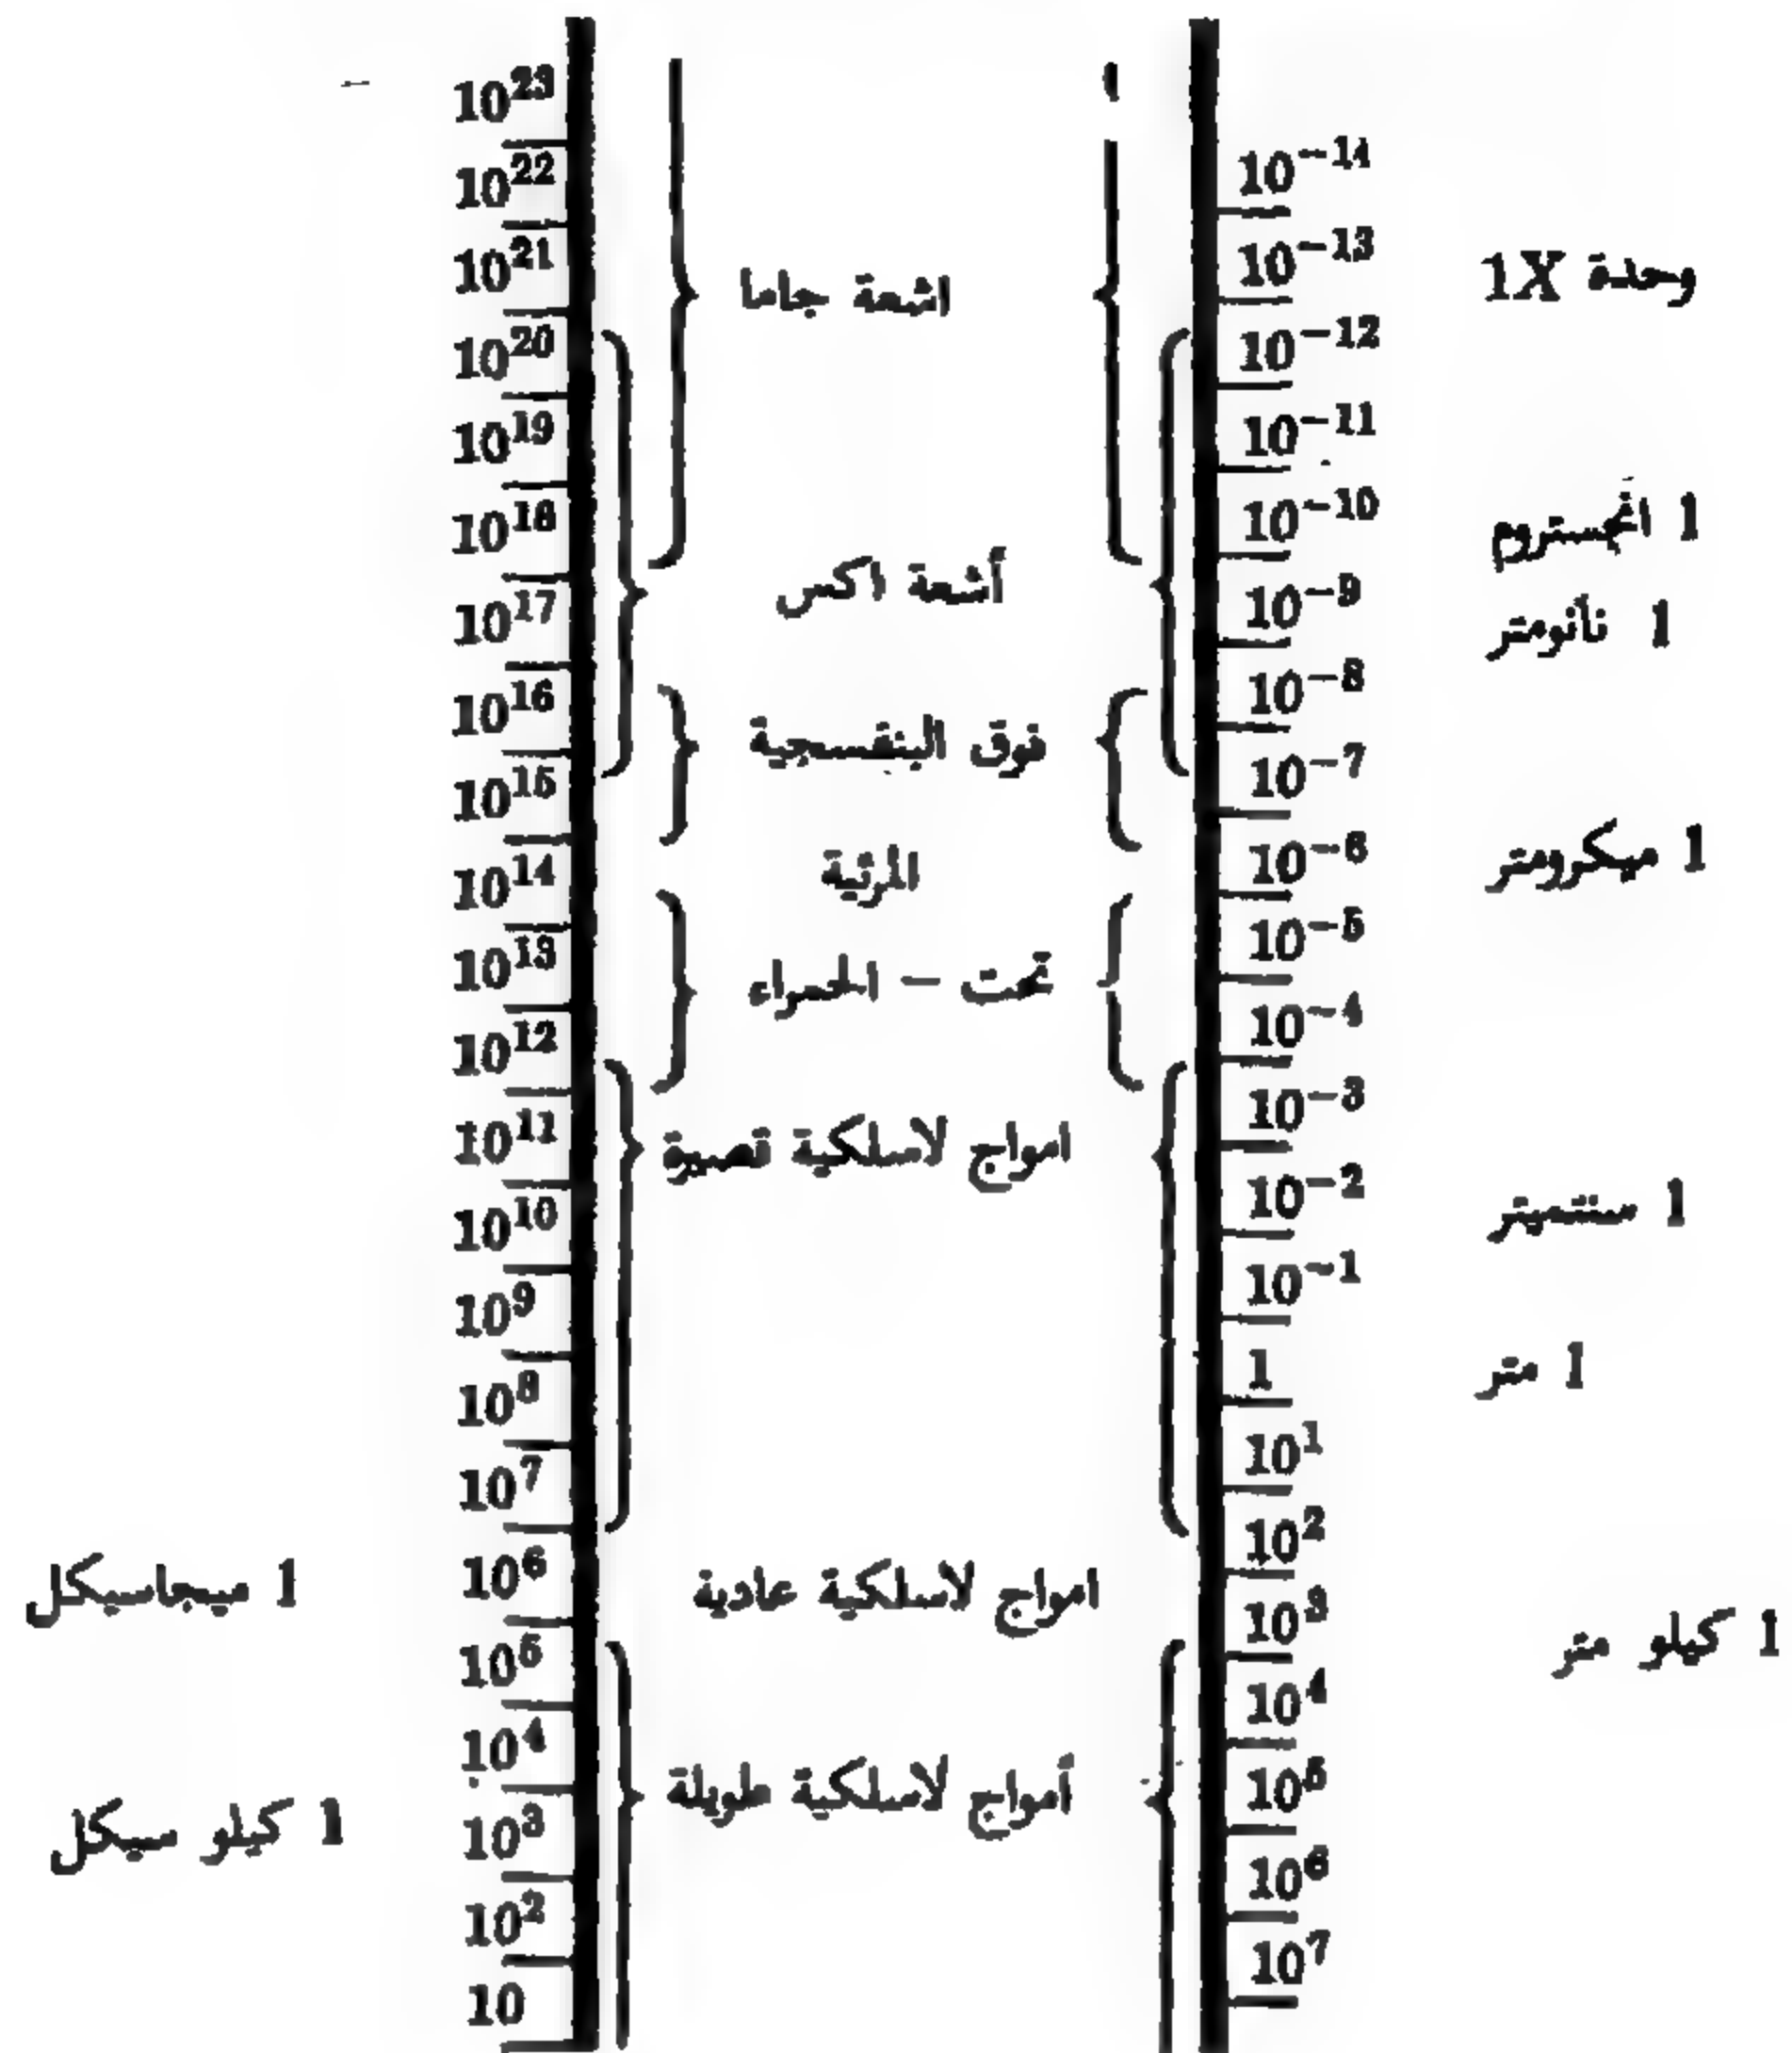 10²³
10²² 10⁻¹⁴
10²¹ اشعة جاما 10⁻¹³ وحدة 1X
10²⁰ 10⁻¹²
10¹⁹ 10⁻¹¹
10¹⁸ 10⁻¹⁰ 1 انجستروم
10¹⁷ أشعة اكس 10⁻⁹ 1 نانومتر
10¹⁶ فوق البنفسجية 10⁻⁸
10¹⁵ 10⁻⁷
10¹⁴ المرئية 10⁻⁶ 1 ميكرومتر
10¹³ تحت – الحمراء 10⁻⁵
10¹² 10⁻⁴
10¹¹ امواج لاسلكية قصيرة 10⁻³
10¹⁰ 10⁻² 1 سنتميتر
10⁹ 10⁻¹
10⁸ 1 1 متر
10⁷ 10¹
1 ميجاسيكل 10⁶ امواج لاسلكية عادية 10²
10⁵ 10³ 1 كيلو متر
10⁴ 10⁴
1 كيلو سيكل 10³ أمواج لاسلكية طويلة 10⁵
10² 10⁶
10 10⁷